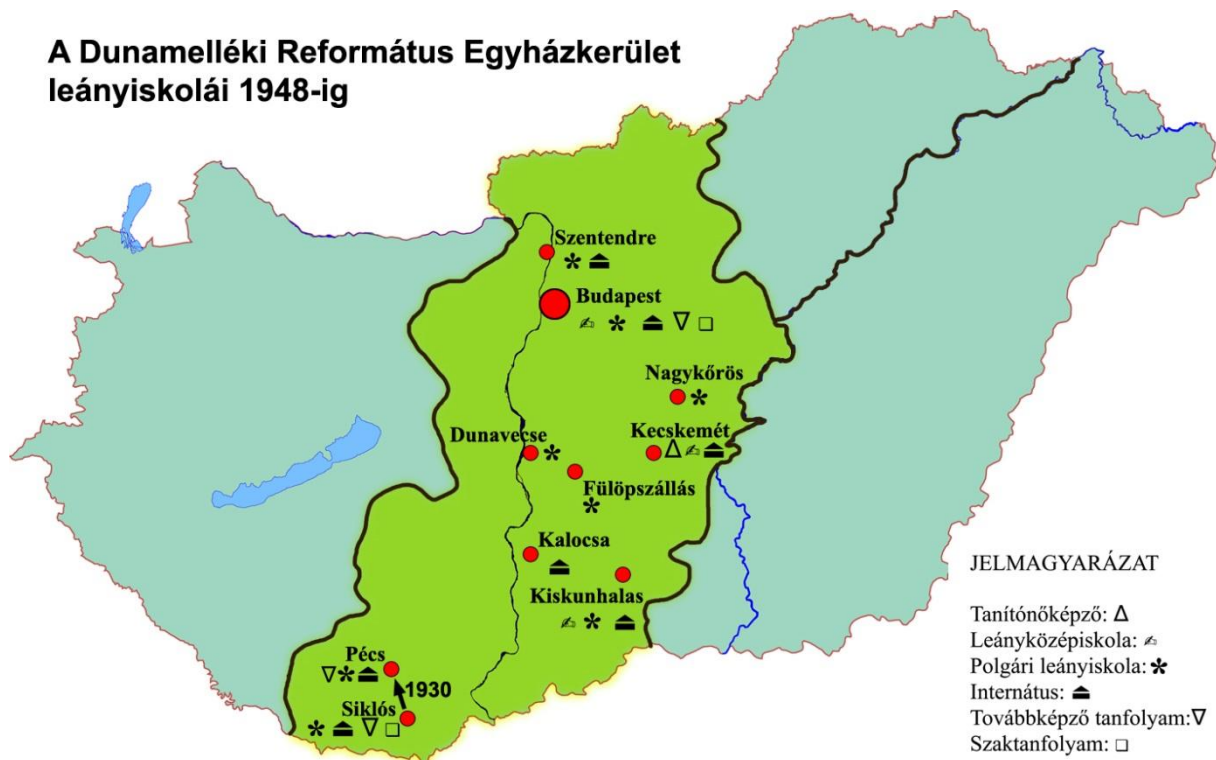 A Dunamelléki Református Egyházkerület
leányiskolái 1948-ig
Szentendre
Budapest
Nagykőrös
Dunavecse
Kecskemét
Fülöpszállás
Kalocsa
Kiskunhalas
Pécs
1930
Siklós
JELMAGYARÁZAT
Tanítónőképző: Δ
Leányközépiskola: ✍
Polgári leányiskola: *
Internátus: ⏏
Továbbképző tanfolyam: ∇
Szaktanfolyam: □